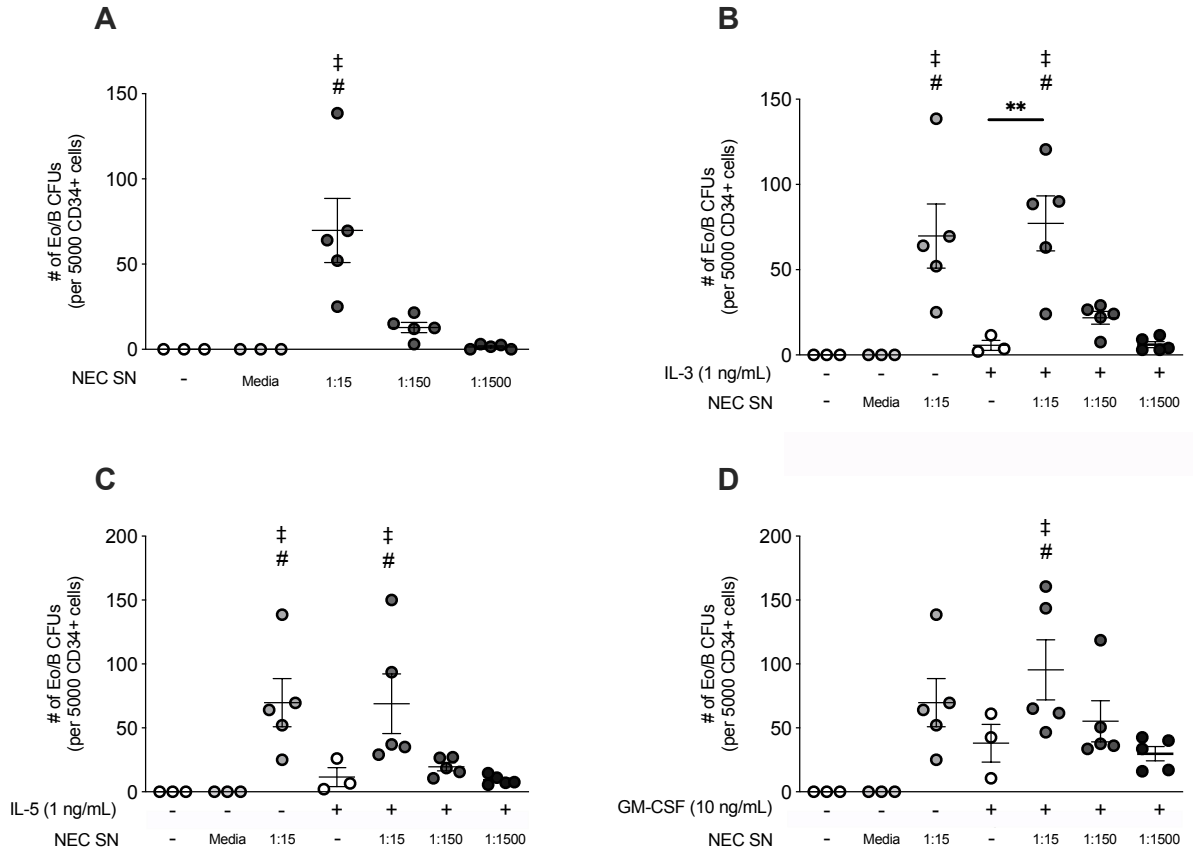 A
‡
#
150
100
50
0
# of Eo/B CFUs
(per 5000 CD34+ cells)
NEC SN - Media 1:15 1:150 1:1500
B
‡ ‡
# # 
**
150
100
50
0
# of Eo/B CFUs
(per 5000 CD34+ cells)
IL-3 (1 ng/mL) - - - + + + +
NEC SN - Media 1:15 - 1:15 1:150 1:1500
C
‡ ‡
# #
200
150
100
50
0
# of Eo/B CFUs
(per 5000 CD34+ cells)
IL-5 (1 ng/mL) - - - + + + +
NEC SN - Media 1:15 - 1:15 1:150 1:1500
D
‡
#
200
150
100
50
0
# of Eo/B CFUs
(per 5000 CD34+ cells)
GM-CSF (10 ng/mL) - - - + + + +
NEC SN - Media 1:15 - 1:15 1:150 1:1500